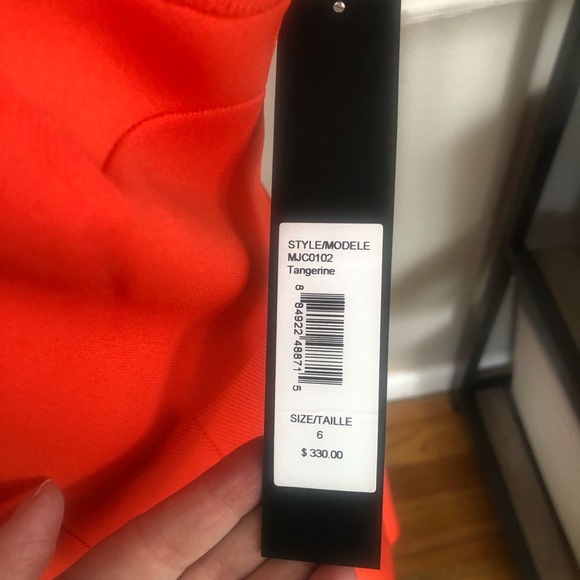 STYLE/MODELE
MJC0102
Tangerine
8 84922 48871 5
SIZE/TAILLE
6
$ 330.00